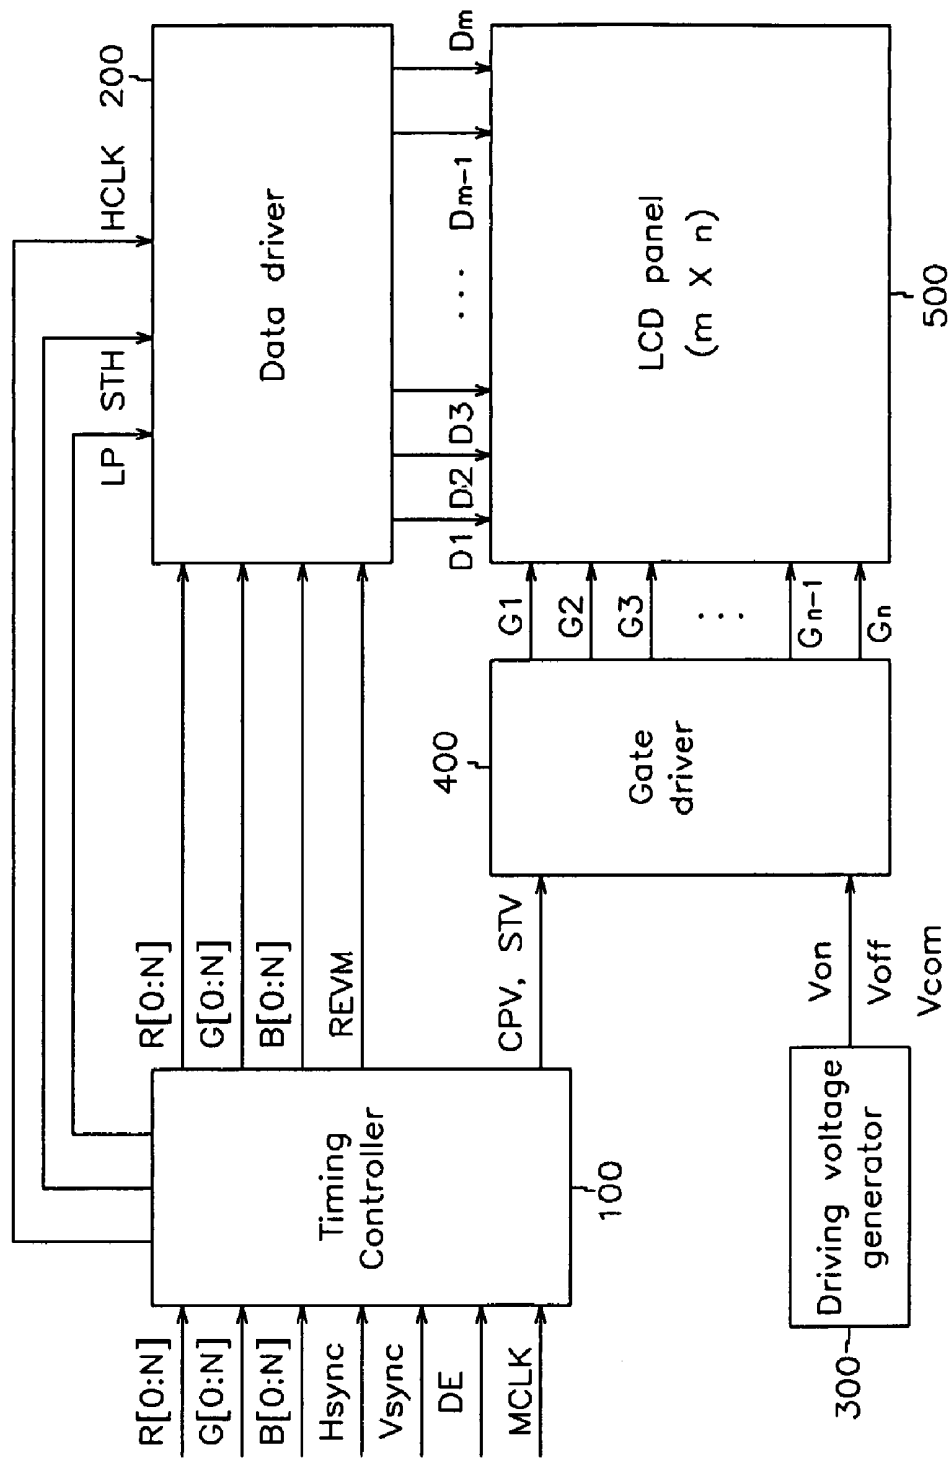 HCLK
200
STH
LP
R[0:N]
G[0:N]
B[0:N]
Hsync
Vsync
DE
MCLK
Timing
Controller
100
R[0:N]
G[0:N]
B[0:N]
REVM
CPV, STV
Data driver
D1
D2
D3
...
Dm-1
Dm
400
Gate
driver
G1
G2
G3
...
Gn-1
Gn
LCD panel
(m X n)
500
300
Driving voltage
generator
Von
Voff
Vcom